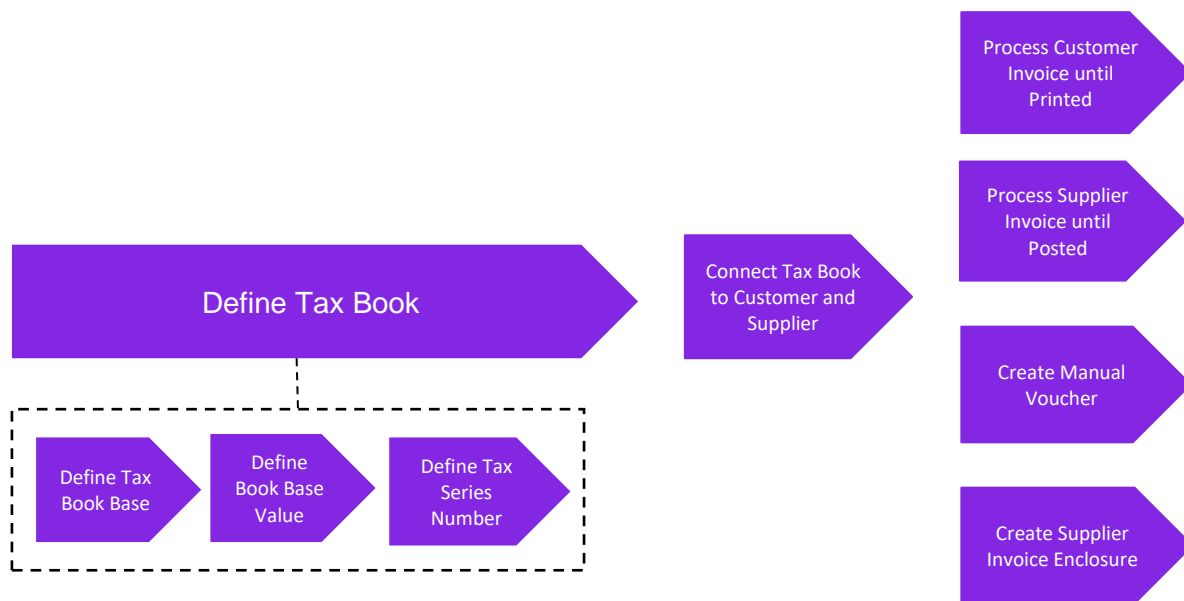 Define Tax Book
Define Tax
Book Base
Define
Book Base
Value
Define Tax
Series
Number
Connect Tax Book
to Customer and
Supplier
Process Customer
Invoice until
Printed
Process Supplier
Invoice until
Posted
Create Manual
Voucher
Create Supplier
Invoice Enclosure